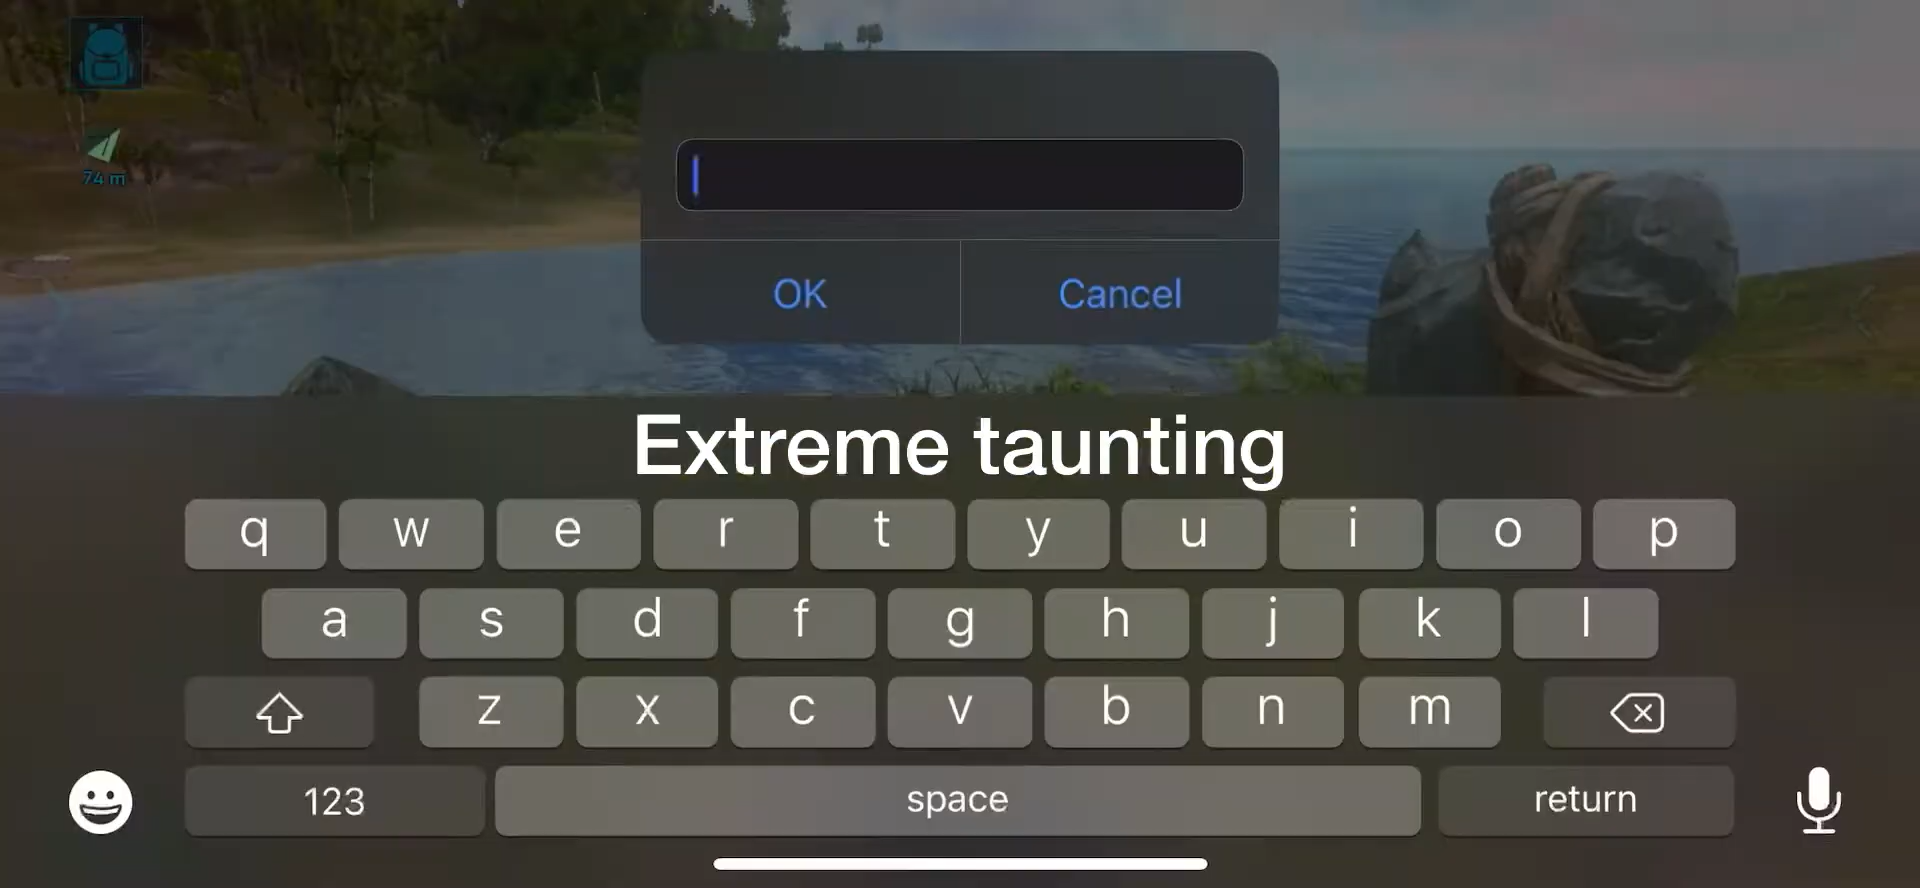 74 m
OK
Cancel
Extreme taunting
q w e r t y u i o p
a s d f g h j k l
z x c v b n m
123
space
return